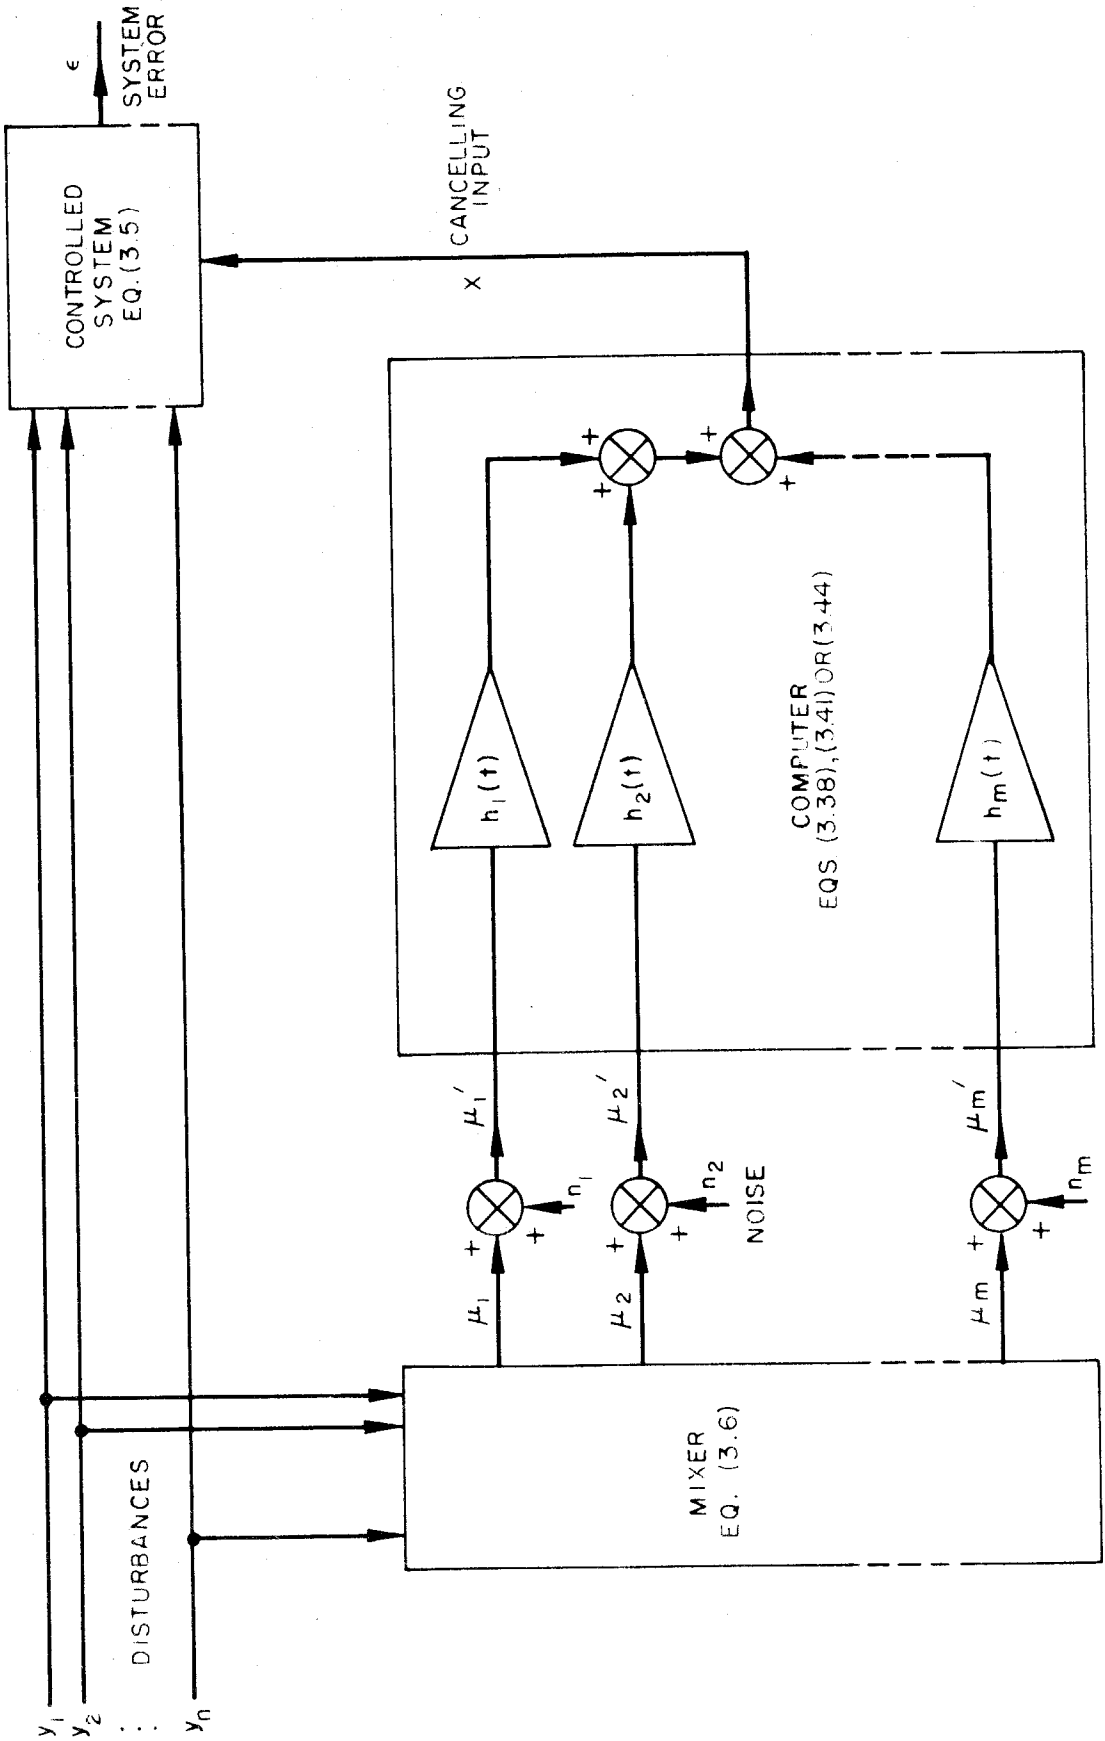 y₁
y₂
⋮
yₙ
DISTURBANCES
CONTROLLED
SYSTEM
EQ.(3.5)
ϵ
SYSTEM
ERROR
X
CANCELLING
INPUT
MIXER
EQ. (3.6)
μ₁
+
+
n₁
μ₁′
h₁(t)
μ₂
+
+
n₂
NOISE
μ₂′
h₂(t)
+
+
+
+
COMPUTER
EQS (3.38),(3.41) OR (3.44)
μm
+
+
nm
μm′
hm(t)